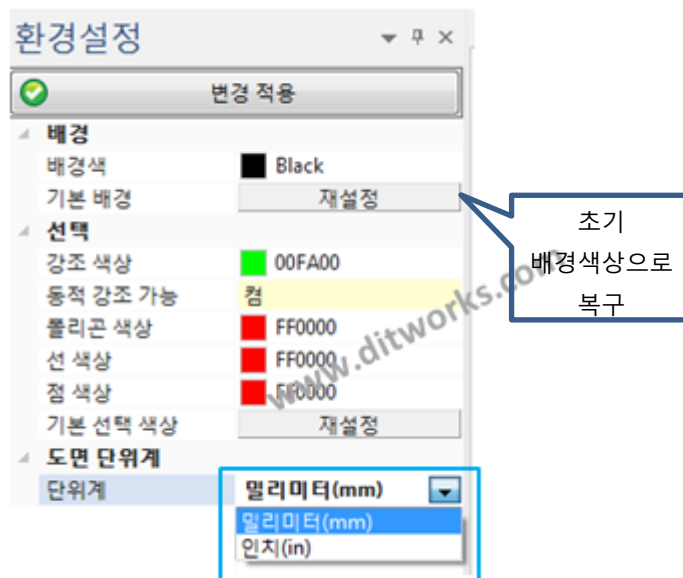 환경설정
변경 적용
배경
배경색 Black
기본 배경 재설정
초기
배경색상으로
복구
선택
강조 색상 00FA00
동적 강조 가능 켬
폴리곤 색상 FF0000
선 색상 FF0000
점 색상 FF0000
기본 선택 색상 재설정
도면 단위계
단위계 밀리미터(mm)
밀리미터(mm)
인치(in)
www.ditworks.com